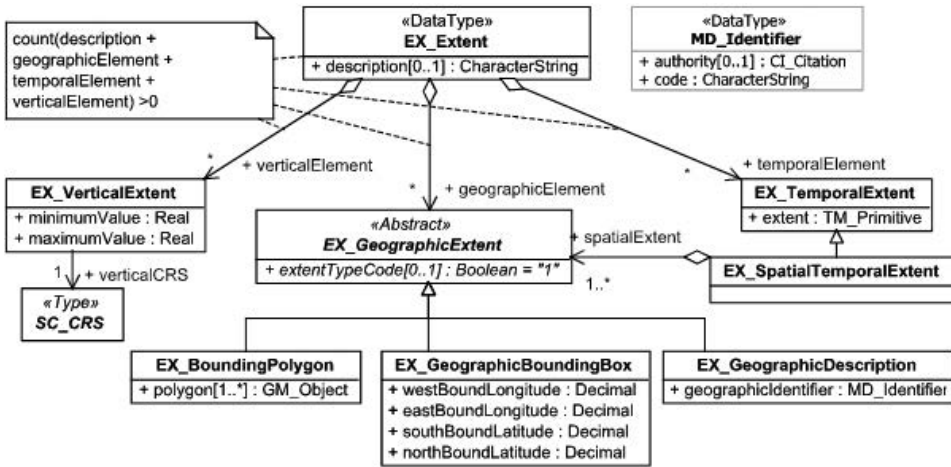 count(description +
geographicElement +
temporalElement +
verticalElement) >0
«DataType»
EX_Extent
+ description[0..1] : CharacterString
«DataType»
MD_Identifier
+ authority[0..1] : CI_Citation
+ code : CharacterString
*
+ verticalElement
*
+ geographicElement
*
+ temporalElement
EX_VerticalExtent
+ minimumValue : Real
+ maximumValue : Real
1
+ verticalCRS
«Type»
SC_CRS
«Abstract»
EX_GeographicExtent
+ extentTypeCode[0..1] : Boolean = "1"
+ spatialExtent
1..*
EX_TemporalExtent
+ extent : TM_Primitive
EX_SpatialTemporalExtent
EX_BoundingPolygon
+ polygon[1..*] : GM_Object
EX_GeographicBoundingBox
+ westBoundLongitude : Decimal
+ eastBoundLongitude : Decimal
+ southBoundLatitude : Decimal
+ northBoundLatitude : Decimal
EX_GeographicDescription
+ geographicIdentifier : MD_Identifier